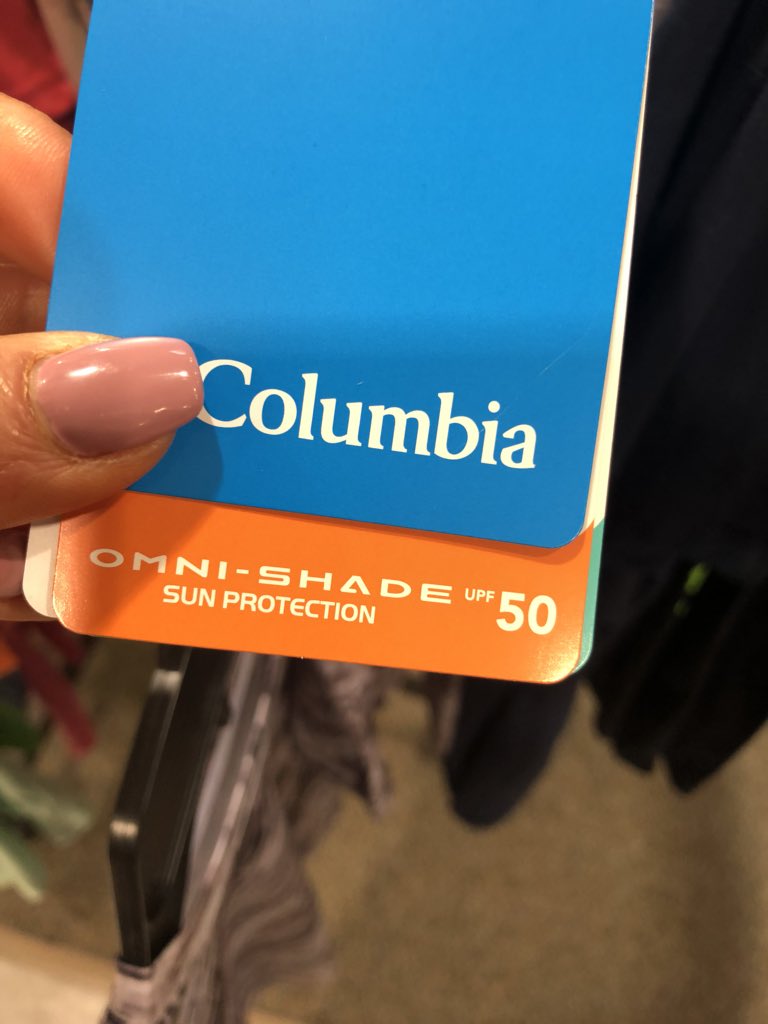 Columbia
OMNI-SHADE UPF 50
SUN PROTECTION